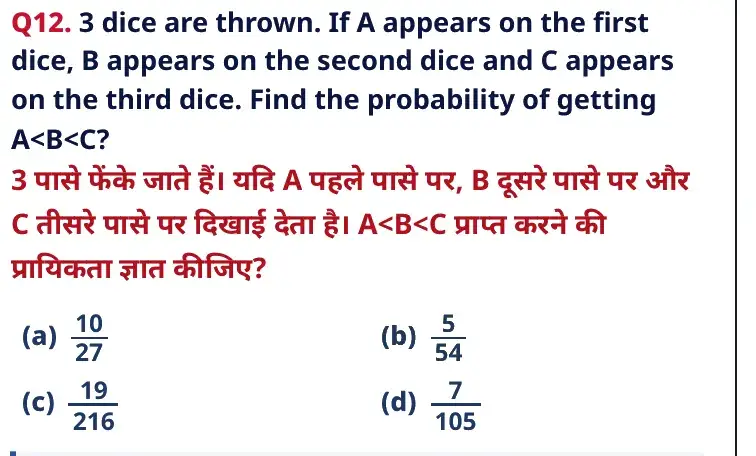 Q12. 3 dice are thrown. If A appears on the first
dice, B appears on the second dice and C appears
on the third dice. Find the probability of getting
A<B<C?
3 पासे फेंके जाते हैं। यदि A पहले पासे पर, B दूसरे पासे पर और
C तीसरे पासे पर दिखाई देता है। A<B<C प्राप्त करने की
प्रायिकता ज्ञात कीजिए?
(a) 10/27 (b) 5/54
(c) 19/216 (d) 7/105